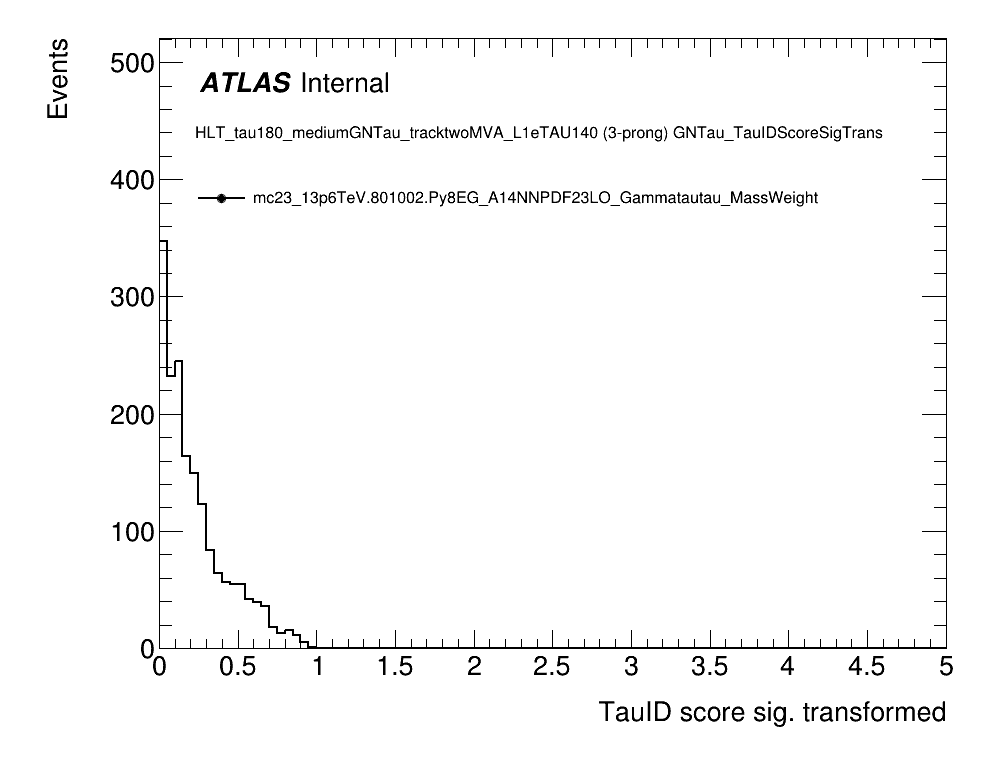 Events
500
400
300
200
100
0
ATLAS Internal
HLT_tau180_mediumGNTau_tracktwoMVA_L1eTAU140 (3-prong) GNTau_TauIDScoreSigTrans
mc23_13p6TeV.801002.Py8EG_A14NNPDF23LO_Gammatautau_MassWeight
0 0.5 1 1.5 2 2.5 3 3.5 4 4.5 5
TauID score sig. transformed